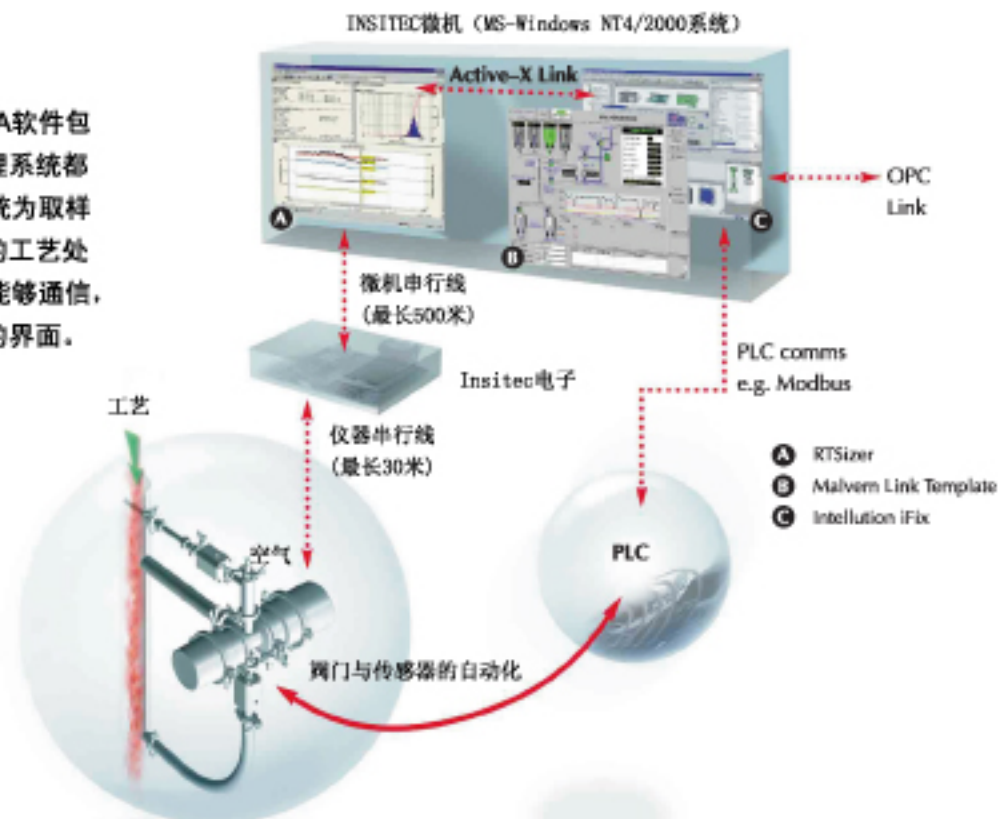 INSITEC微机（MS-Windows NT4/2000系统）
Active-X Link
A软件包
理系统都
统为取样
的工艺处
能够通信，
的界面．
OPC
Link
A
B
C
微机串行线
(最长500米)
Insitec电子
PLC comms
e.g. Modbus
工艺
仪器串行线
(最长30米)
A RTSizer
B Malvern Link Template
C Intellution iFix
空气
PLC
阀门与传感器的自动化